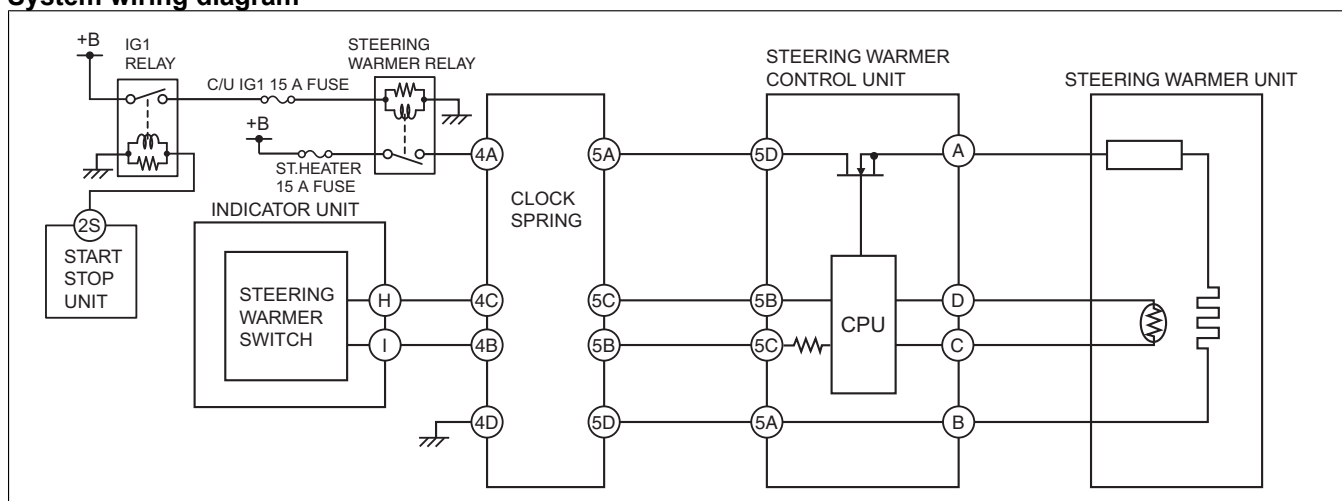 System wiring diagram
+B
IG1
RELAY
STEERING
WARMER RELAY
C/U IG1 15 A FUSE
+B
ST.HEATER
15 A FUSE
2S
START
STOP
UNIT
INDICATOR UNIT
STEERING
WARMER
SWITCH
H
I
4A
4C
4B
4D
CLOCK
SPRING
5A
5C
5B
5D
STEERING WARMER
CONTROL UNIT
5D
5B
5C
5A
CPU
A
D
C
B
STEERING WARMER UNIT